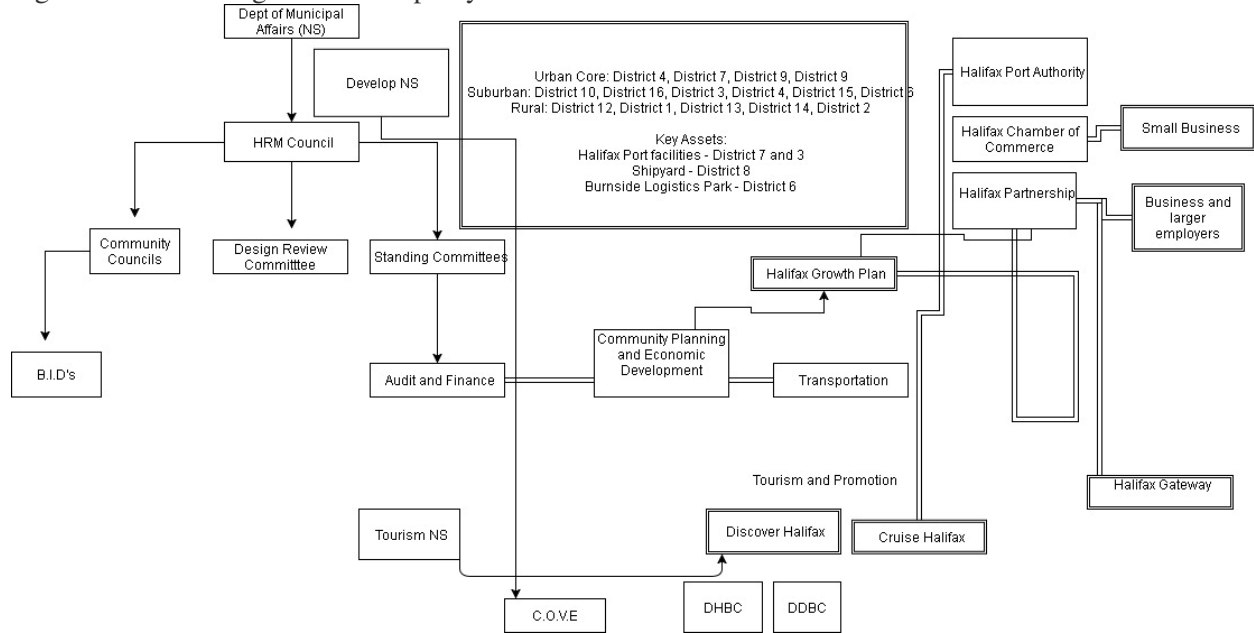 Dept of Municipal
Affairs (NS)
Develop NS
Urban Core: District 4, District 7, District 9, District 9
Suburban: District 10, District 16, District 3, District 4, District 15, District 6
Rural: District 12, District 1, District 13, District 14, District 2
Key Assets:
Halifax Port facilities - District 7 and 3
Shipyard - District 8
Burnside Logistics Park - District 6
Halifax Port Authority
Halifax Chamber of
Commerce
Small Business
HRM Council
Halifax Partnership
Business and
larger
employers
Community
Councils
Design Review
Committtee
Standing Committees
Halifax Growth Plan
B.I.D's
Audit and Finance
Community Planning
and Economic
Development
Transportation
Tourism and Promotion
Halifax Gateway
Tourism NS
Discover Halifax
Cruise Halifax
C.O.V.E
DHBC
DDBC